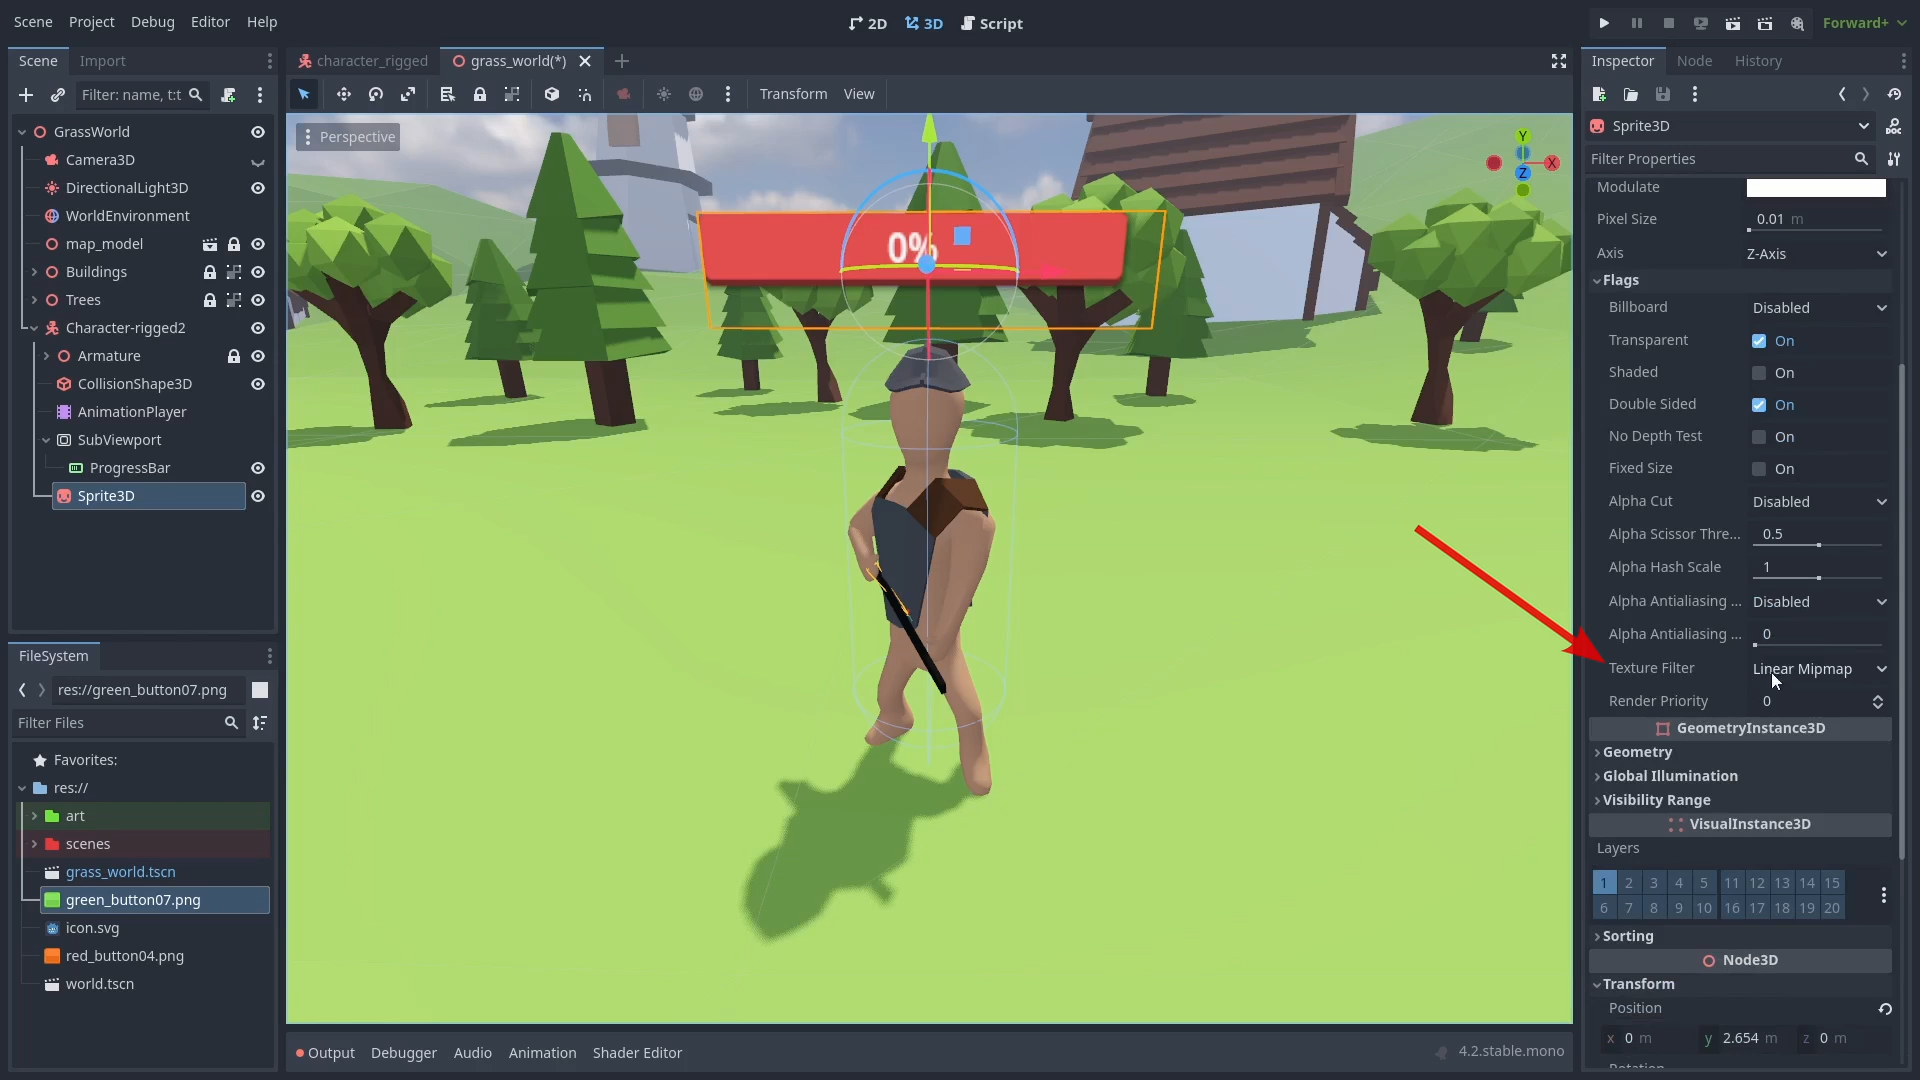 Scene Project Debug Editor Help
2D 3D Script
Forward+
Scene Import
Filter: name, t:t
GrassWorld
Camera3D
DirectionalLight3D
WorldEnvironment
map_model
Buildings
Trees
Character-rigged2
Armature
CollisionShape3D
AnimationPlayer
SubViewport
ProgressBar
Sprite3D
FileSystem
res://green_button07.png
Filter Files
Favorites:
res://
art
scenes
grass_world.tscn
green_button07.png
icon.svg
red_button04.png
world.tscn
character_rigged grass_world(*)
Transform View
Perspective
0%
Y
X
Z
Output Debugger Audio Animation Shader Editor
4.2.stable.mono
Inspector Node History
Sprite3D
DOC
Filter Properties
Modulate
Pixel Size 0.01 m
Axis Z-Axis
Flags
Billboard Disabled
Transparent On
Shaded On
Double Sided On
No Depth Test On
Fixed Size On
Alpha Cut Disabled
Alpha Scissor Thre... 0.5
Alpha Hash Scale 1
Alpha Antialiasing ... Disabled
Alpha Antialiasing ... 0
Texture Filter Linear Mipmap
Render Priority 0
GeometryInstance3D
Geometry
Global Illumination
Visibility Range
VisualInstance3D
Layers
1 2 3 4 5 11 12 13 14 15
6 7 8 9 10 16 17 18 19 20
Sorting
Node3D
Transform
Position
x 0 m y 2.654 m z 0 m
Rotation